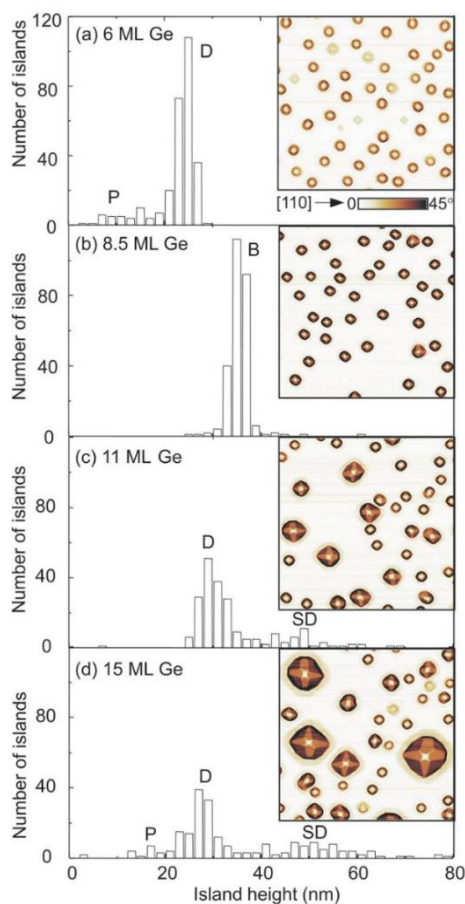 120
(a) 6 ML Ge
D
80
Number of islands
40
P
[110] 0 45°
0
(b) 8.5 ML Ge
B
80
Number of islands
40
0
(c) 11 ML Ge
80
Number of islands
D
40
SD
0
(d) 15 ML Ge
80
Number of islands
D
40
P
SD
0
0 20 40 60 80
Island height (nm)